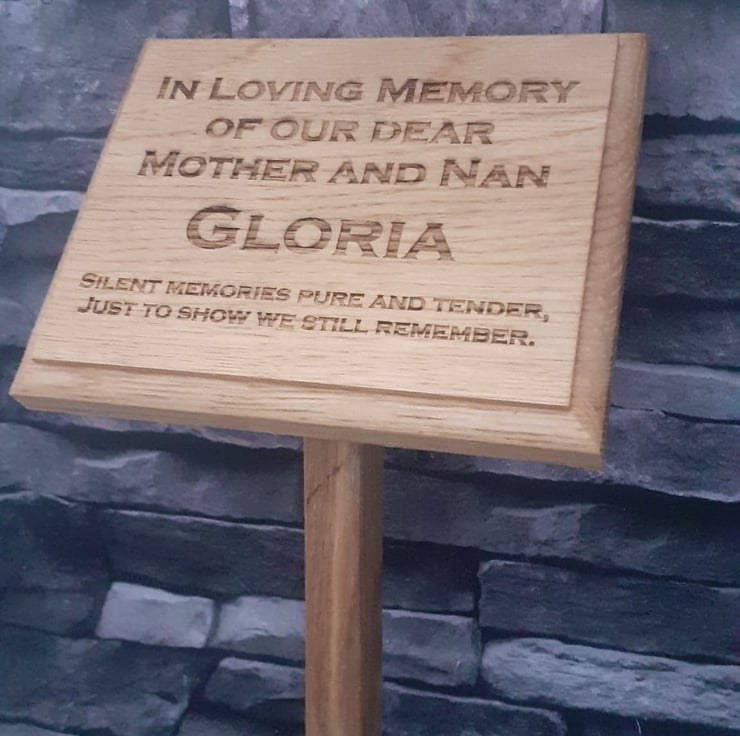 In Loving Memory
of our dear
Mother and Nan
Gloria
Silent memories pure and tender,
Just to show we still remember.